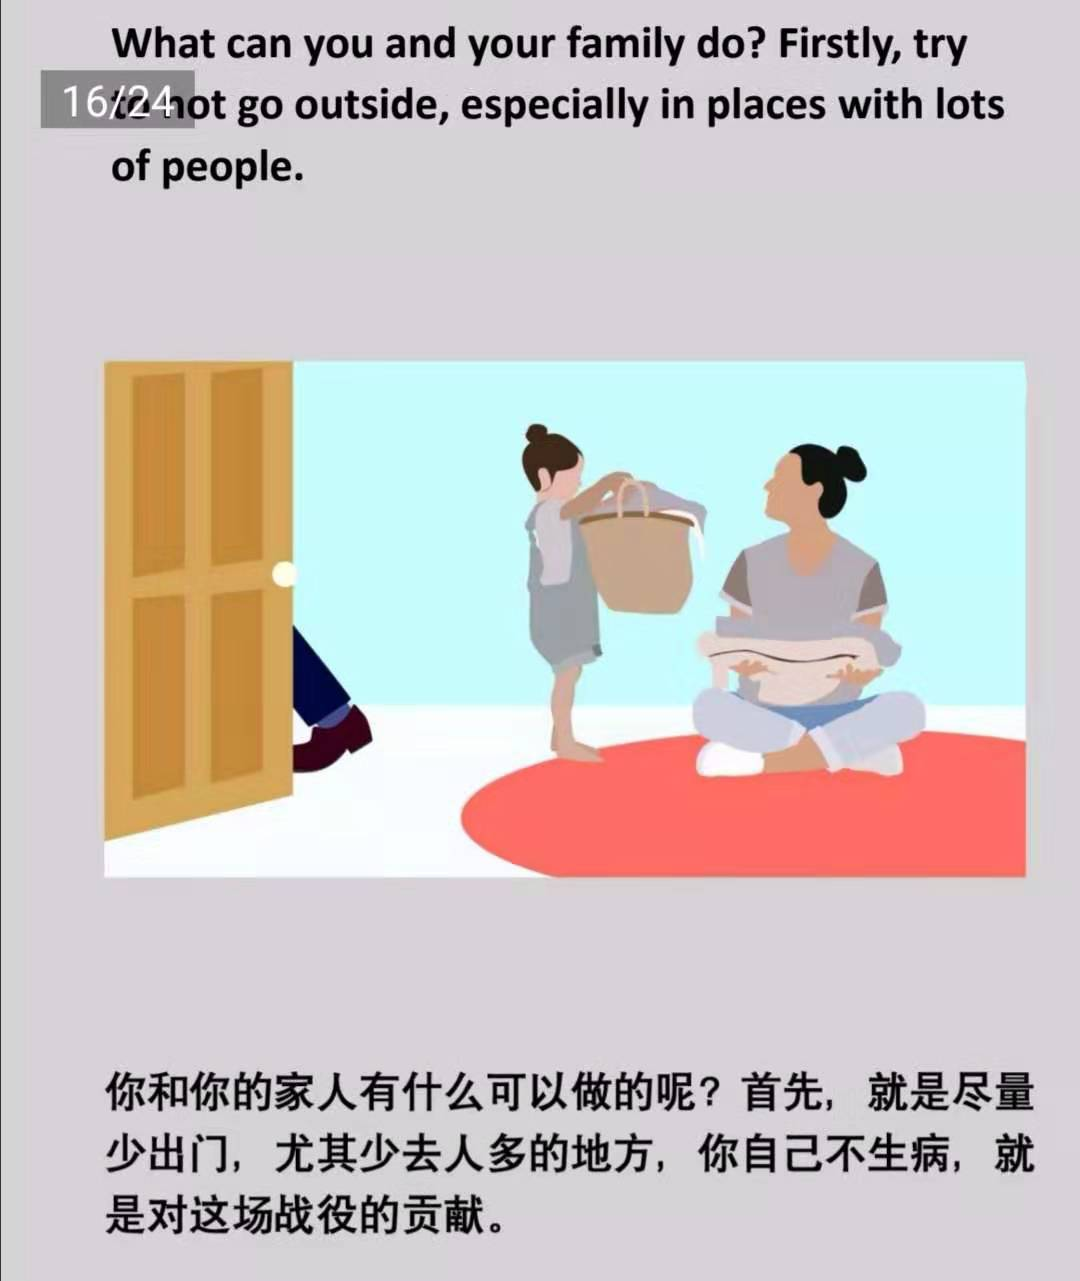 What can you and your family do? Firstly, try
16/24
to not go outside, especially in places with lots
of people.
你和你的家人有什么可以做的呢？首先，就是尽量
少出门，尤其少去人多的地方，你自己不生病，就
是对这场战役的贡献。